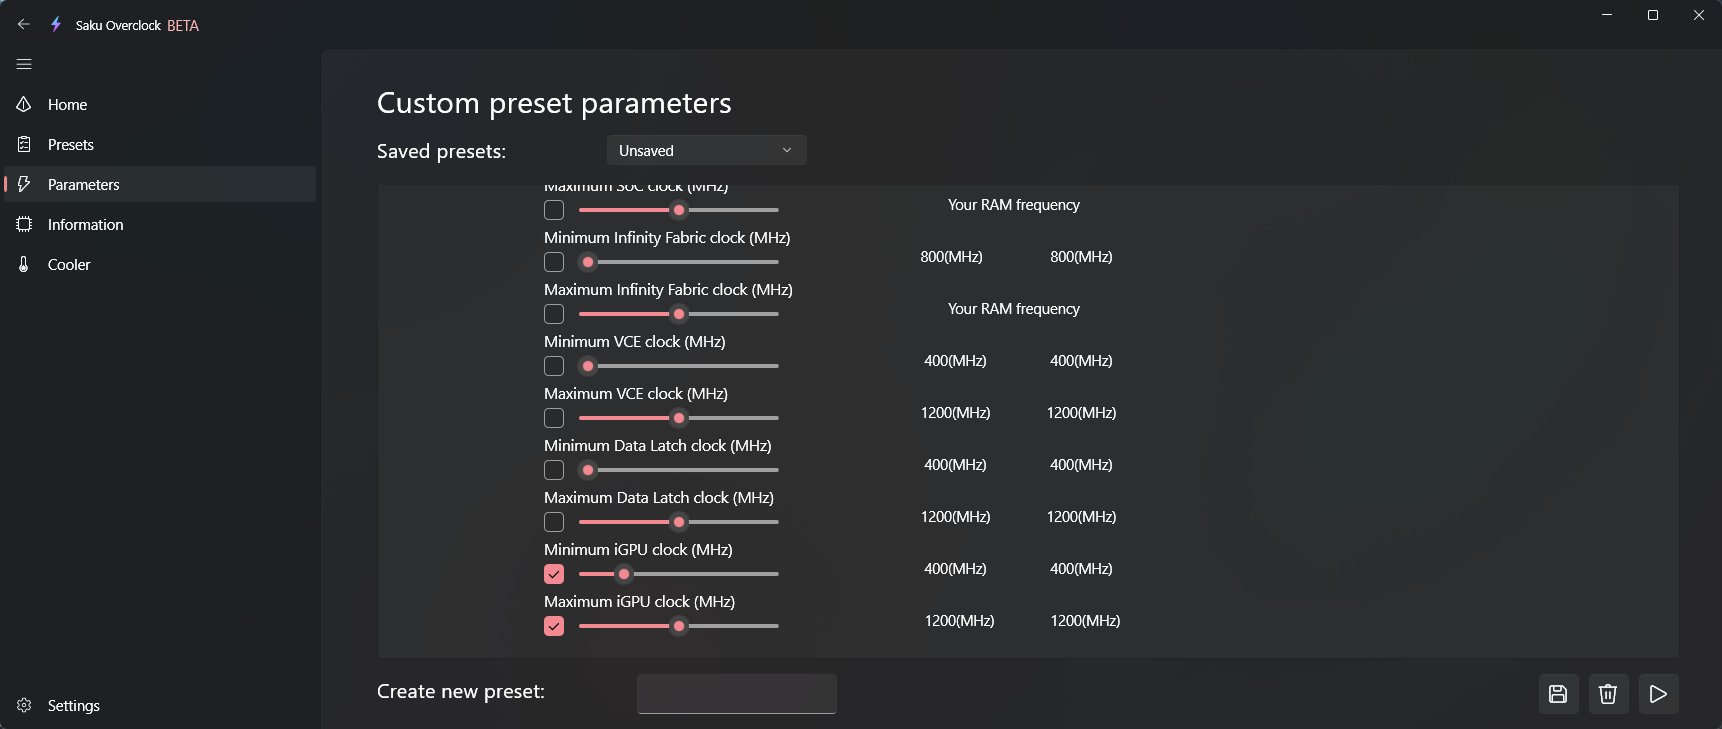 Saku Overclock BETA
Home
Presets
Parameters
Information
Cooler
Settings
Custom preset parameters
Saved presets: Unsaved
Maximum SoC clock (MHz)
Your RAM frequency
Minimum Infinity Fabric clock (MHz)
800(MHz) 800(MHz)
Maximum Infinity Fabric clock (MHz)
Your RAM frequency
Minimum VCE clock (MHz)
400(MHz) 400(MHz)
Maximum VCE clock (MHz)
1200(MHz) 1200(MHz)
Minimum Data Latch clock (MHz)
400(MHz) 400(MHz)
Maximum Data Latch clock (MHz)
1200(MHz) 1200(MHz)
Minimum iGPU clock (MHz)
400(MHz) 400(MHz)
Maximum iGPU clock (MHz)
1200(MHz) 1200(MHz)
Create new preset: